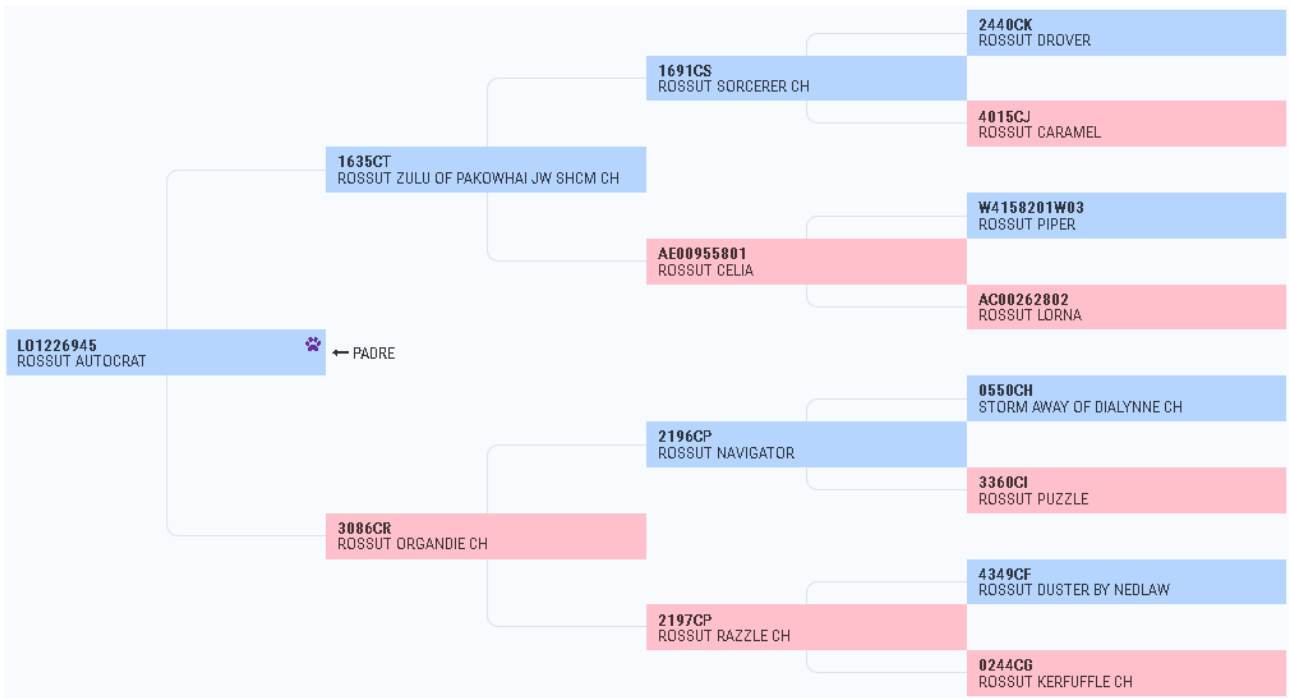 2440CK
ROSSUT DROVER
1691CS
ROSSUT SORCERER CH
4015CJ
ROSSUT CARAMEL
1635CT
ROSSUT ZULU OF PAKOWHAI JW SHCM CH
W4158201W03
ROSSUT PIPER
AE00955801
ROSSUT CELIA
AC00262802
ROSSUT LORNA
LO1226945
ROSSUT AUTOCRAT
← PADRE
0550CH
STORM AWAY OF DIALYNNE CH
2196CP
ROSSUT NAVIGATOR
3360CI
ROSSUT PUZZLE
3086CR
ROSSUT ORGANDIE CH
4349CF
ROSSUT DUSTER BY NEDLAW
2197CP
ROSSUT RAZZLE CH
0244CG
ROSSUT KERFUFFLE CH